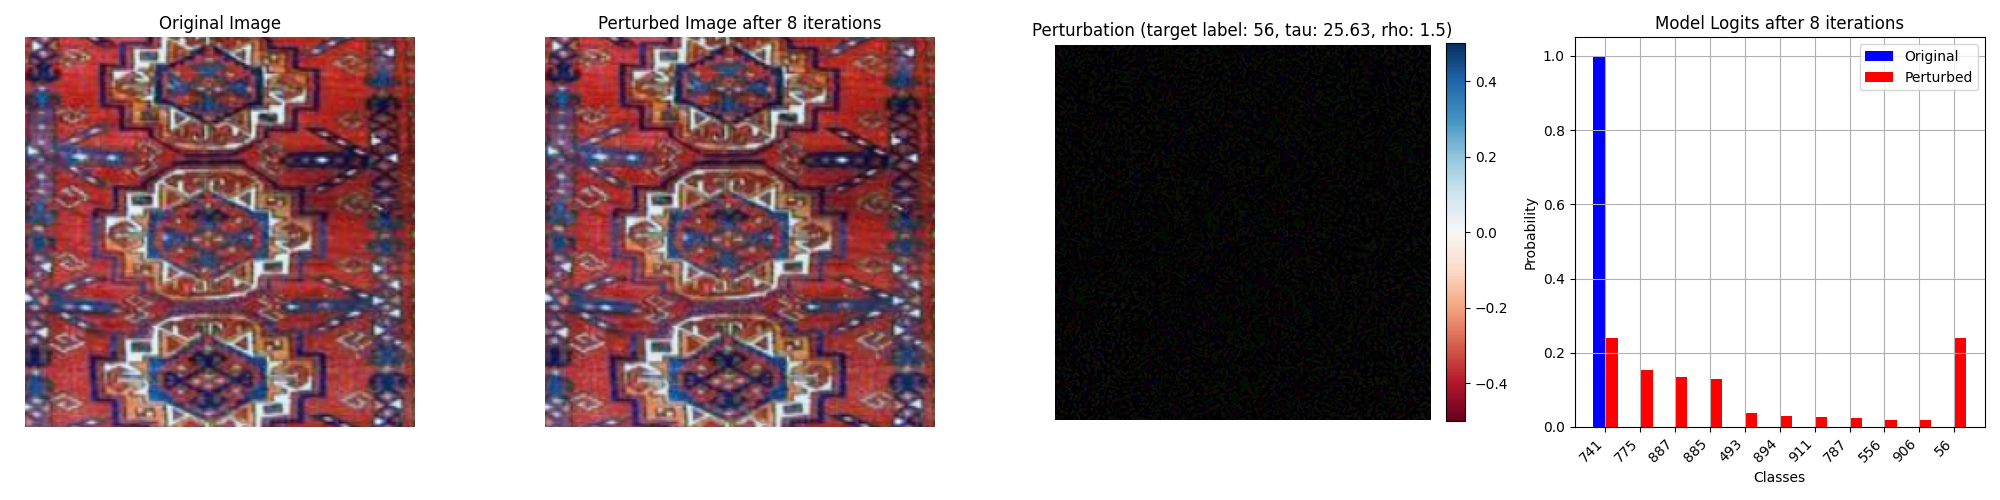 Original Image
Perturbed Image after 8 iterations
Perturbation (target label: 56, tau: 25.63, rho: 1.5)
0.4
0.2
0.0
−0.2
−0.4
Model Logits after 8 iterations
Original
Perturbed
Probability
1.0
0.8
0.6
0.4
0.2
0.0
741
775
887
885
493
894
911
787
556
906
56
Classes